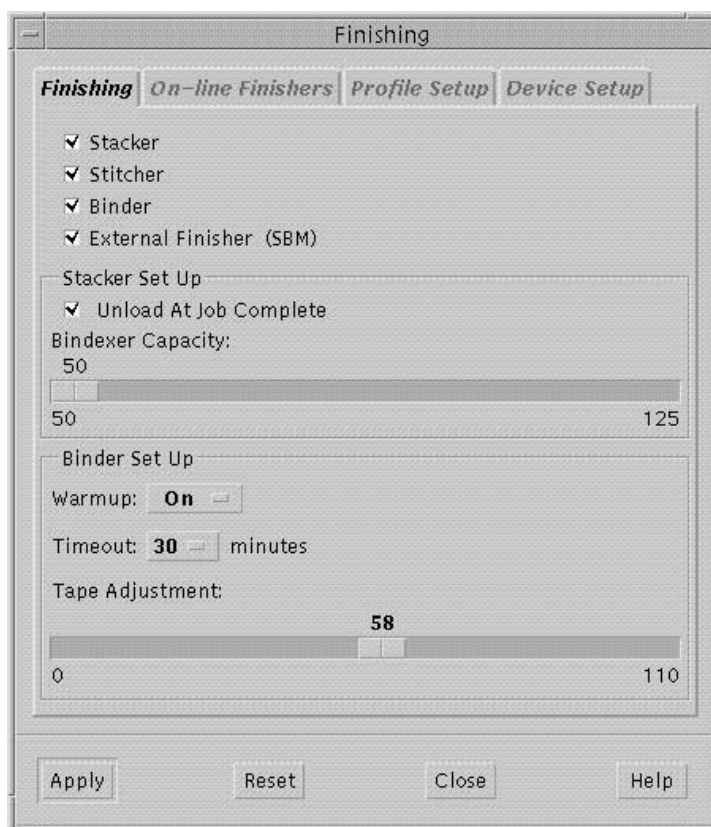 Finishing
Finishing On-line Finishers Profile Setup Device Setup
Stacker
Stitcher
Binder
External Finisher (SBM)
Stacker Set Up
Unload At Job Complete
Bindexer Capacity:
50
50 125
Binder Set Up
Warmup: On
Timeout: 30 minutes
Tape Adjustment:
58
0 110
Apply Reset Close Help